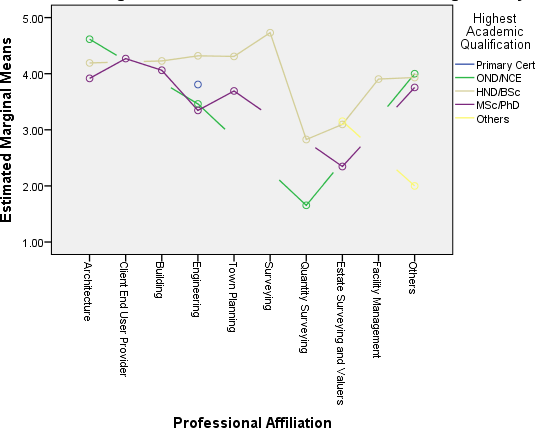 Highest
Academic
Qualification
Primary Cert
OND/NCE
HND/BSc
MSc/PhD
Others
Estimated Marginal Means
5.00
4.00
3.00
2.00
1.00
Architecture
Client End User Provider
Building
Engineering
Town Planning
Surveying
Quantity Surveying
Estate Surveying and Valuers
Facility Management
Others
Professional Affiliation